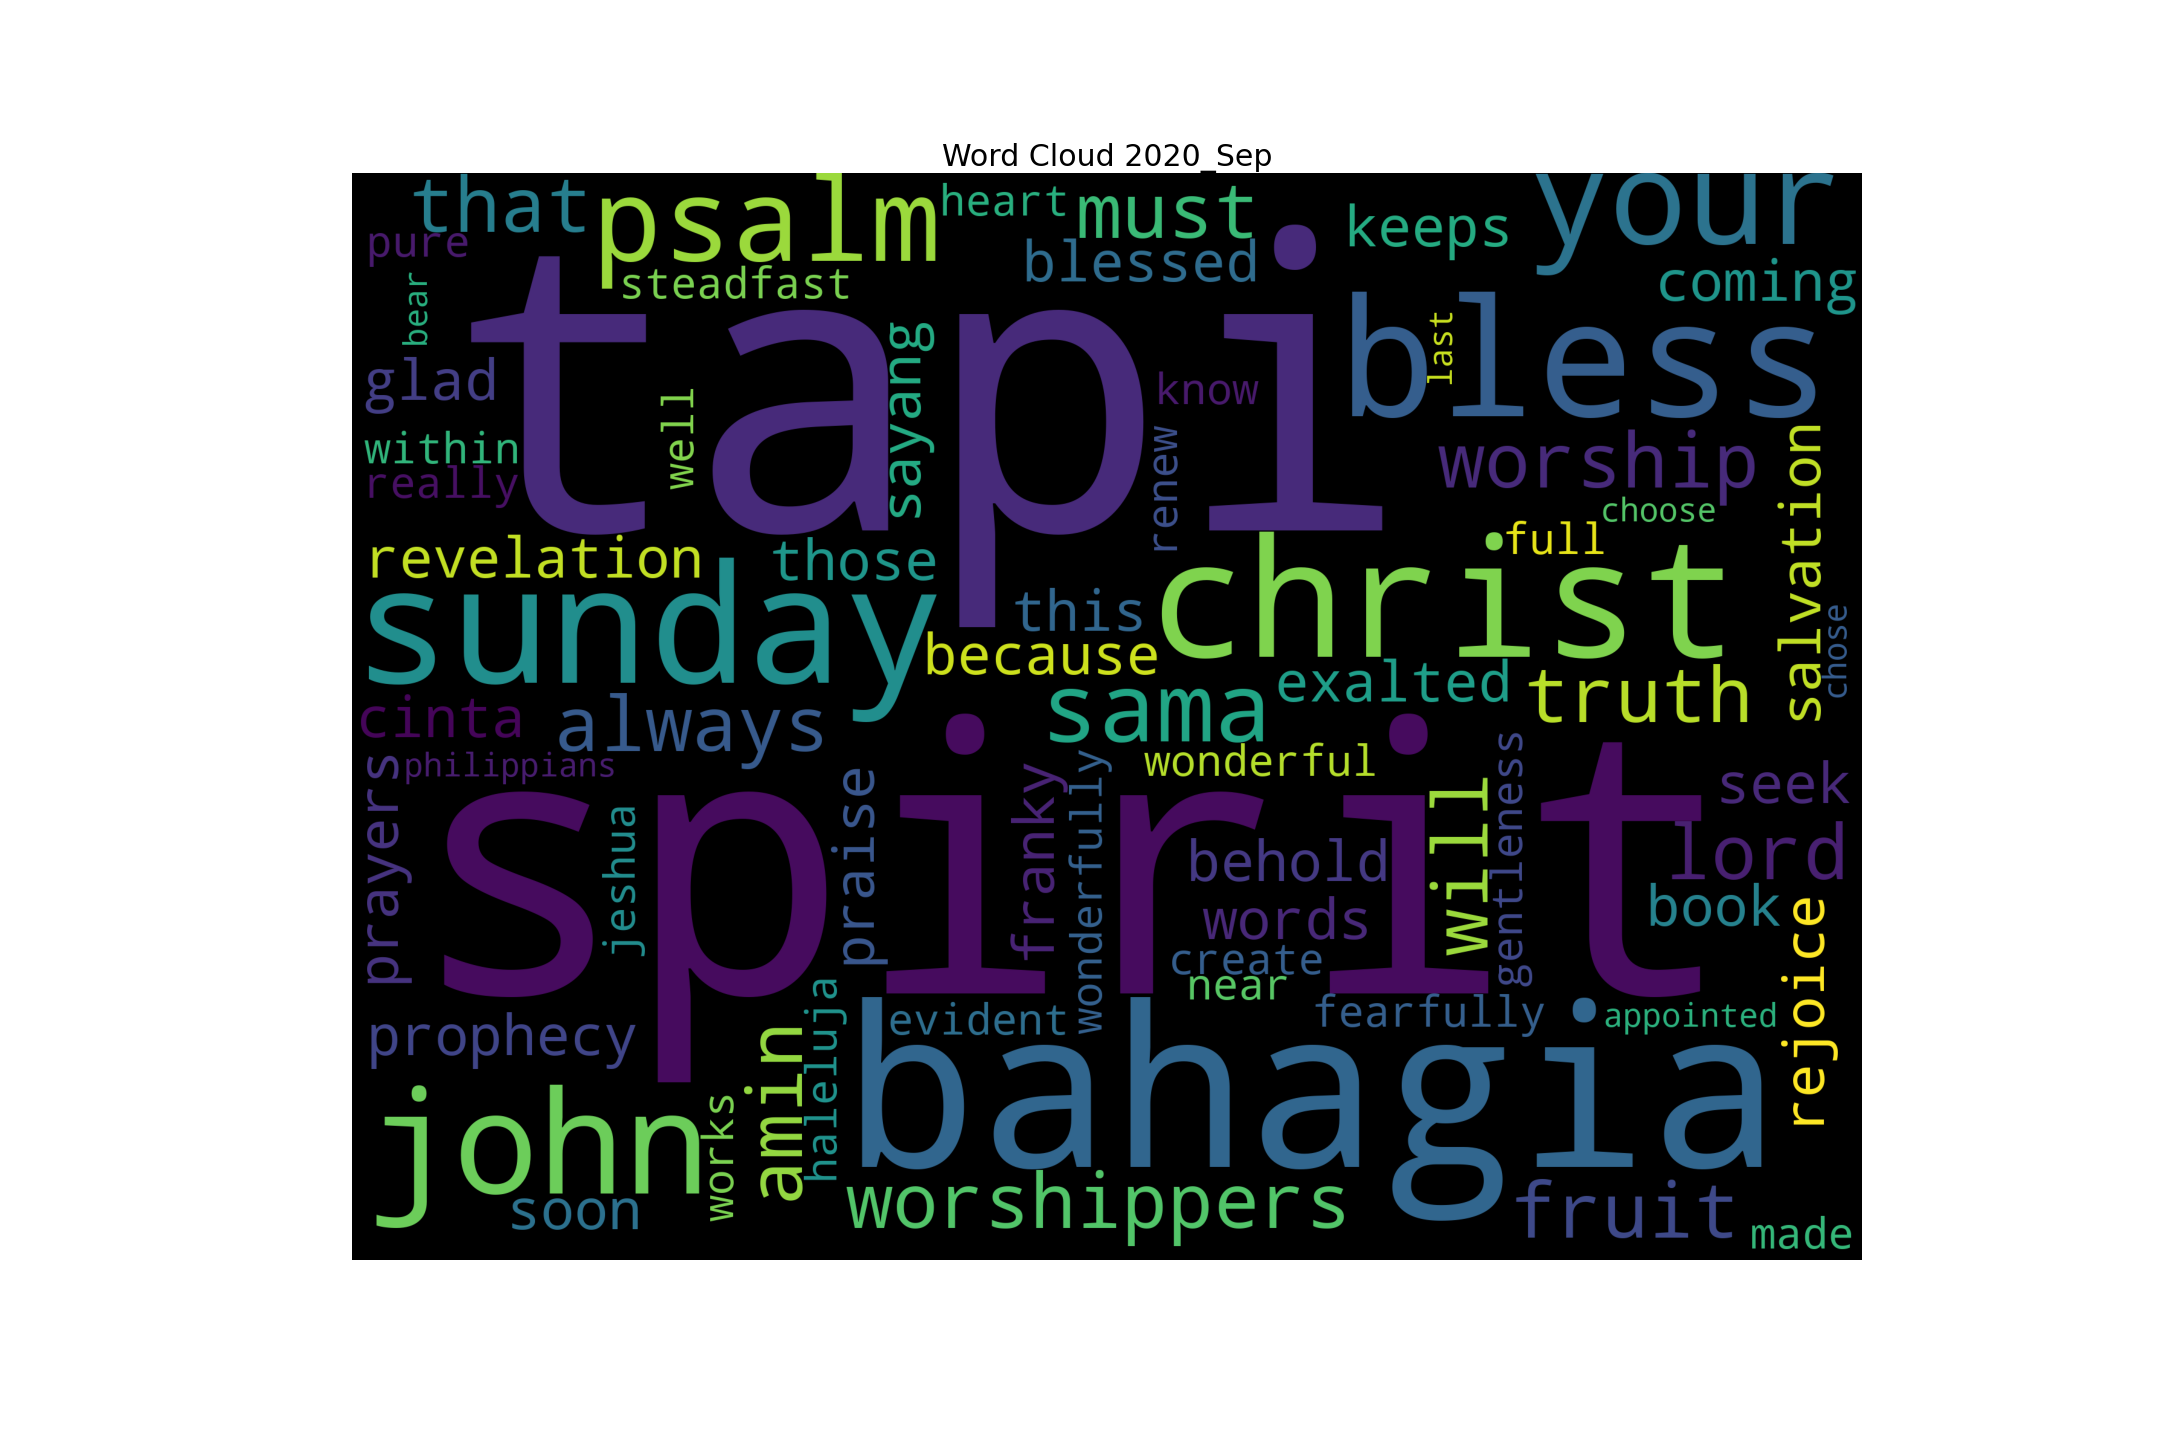 Word Cloud 2020_Sep
that
psalm
heart
must
your
pure
blessed
keeps
steadfast
coming
bear
tapi
bless
last
glad
sayang
know
well
within
worship
really
renew
salvation
choose
revelation
those
full
christ
sunday
this
because
chose
exalted
truth
sama
cinta
always
wonderful
philippians
prayers
spirit
seek
jeshua
praise
franky
wonderfully
will
gentleness
behold
lord
words
book
create
near
rejoice
evident
fearfully
appointed
prophecy
haleluja
amin
bahagia
john
works
soon
worshippers
fruit
made